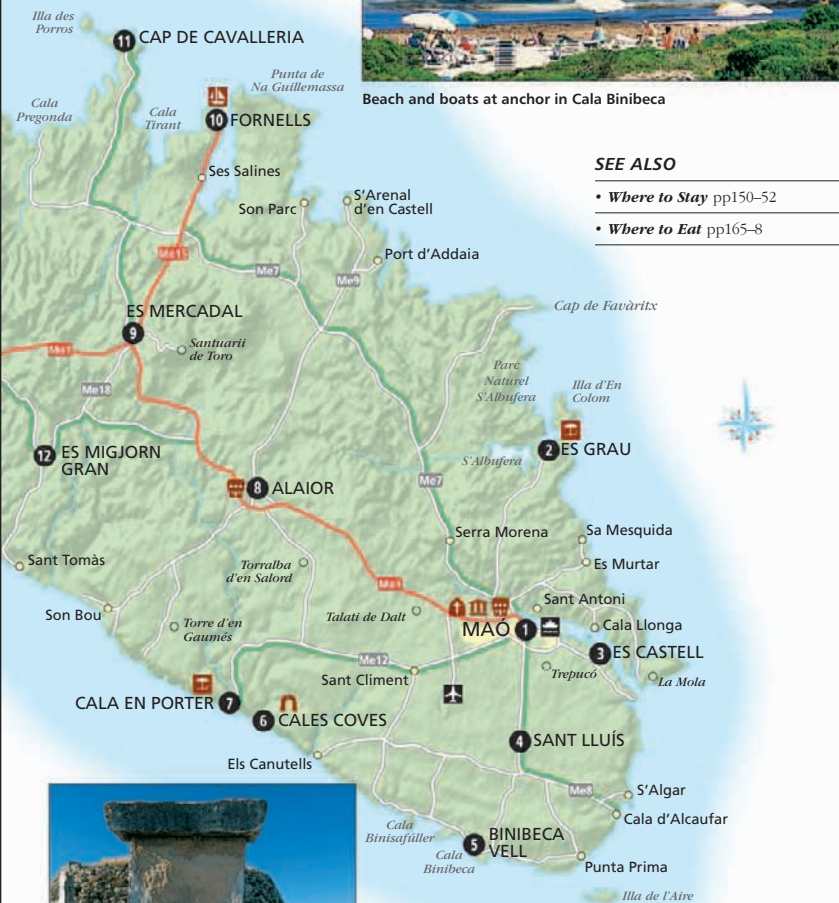 Illa des
Porros
11 CAP DE CAVALLERIA
Punta de
Na Guillemassa
Cala
Pregonda
Cala
Tirant
10 FORNELLS
Beach and boats at anchor in Cala Binibeca
SEE ALSO
• Where to Stay pp150–52
• Where to Eat pp165–8
Ses Salines
Son Parc
S'Arenal
d'en Castell
Port d'Addaia
Ma15
Me7
Me9
ES MERCADAL
9
Santuarii
de Toro
Cap de Favàritx
Parc
Naturel
S'Albufera
Illa d'En
Colom
Me18
12 ES MIGJORN
GRAN
S'Albufera
2 ES GRAU
Me7
8 ALAIOR
Serra Morena
Sa Mesquida
Es Murtar
Sant Tomàs
Torralba
d'en Salord
Son Bou
Torre d'en
Gaumés
Talati de Dalt
Sant Antoni
MAÓ 1
Cala Llonga
3 ES CASTELL
Trepucó
La Mola
Me12
Sant Climent
CALA EN PORTER 7
6 CALES COVES
Els Canutells
4 SANT LLUÍS
Me8
S'Algar
Cala d'Alcaufar
Cala
Binisafúller
Cala
Binibeca
5 BINIBECA
VELL
Punta Prima
Illa de l'Aire